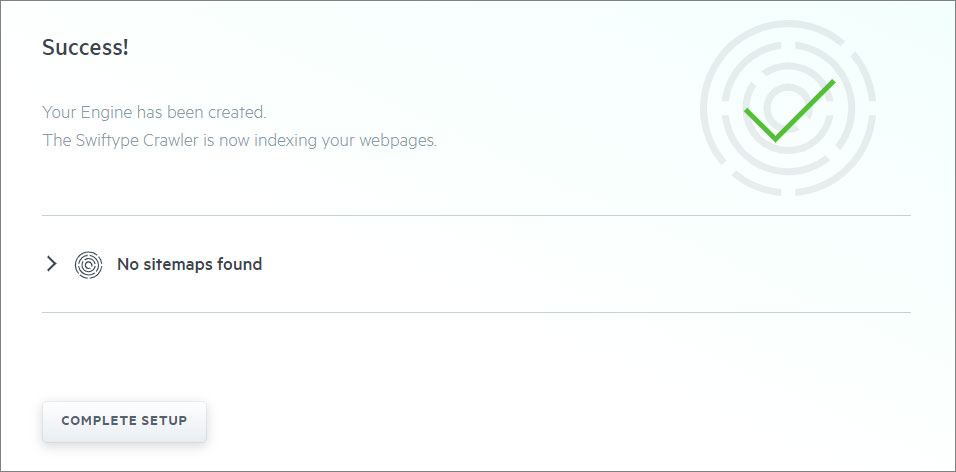 Success!
Your Engine has been created.
The Swiftype Crawler is now indexing your webpages.
No sitemaps found
COMPLETE SETUP